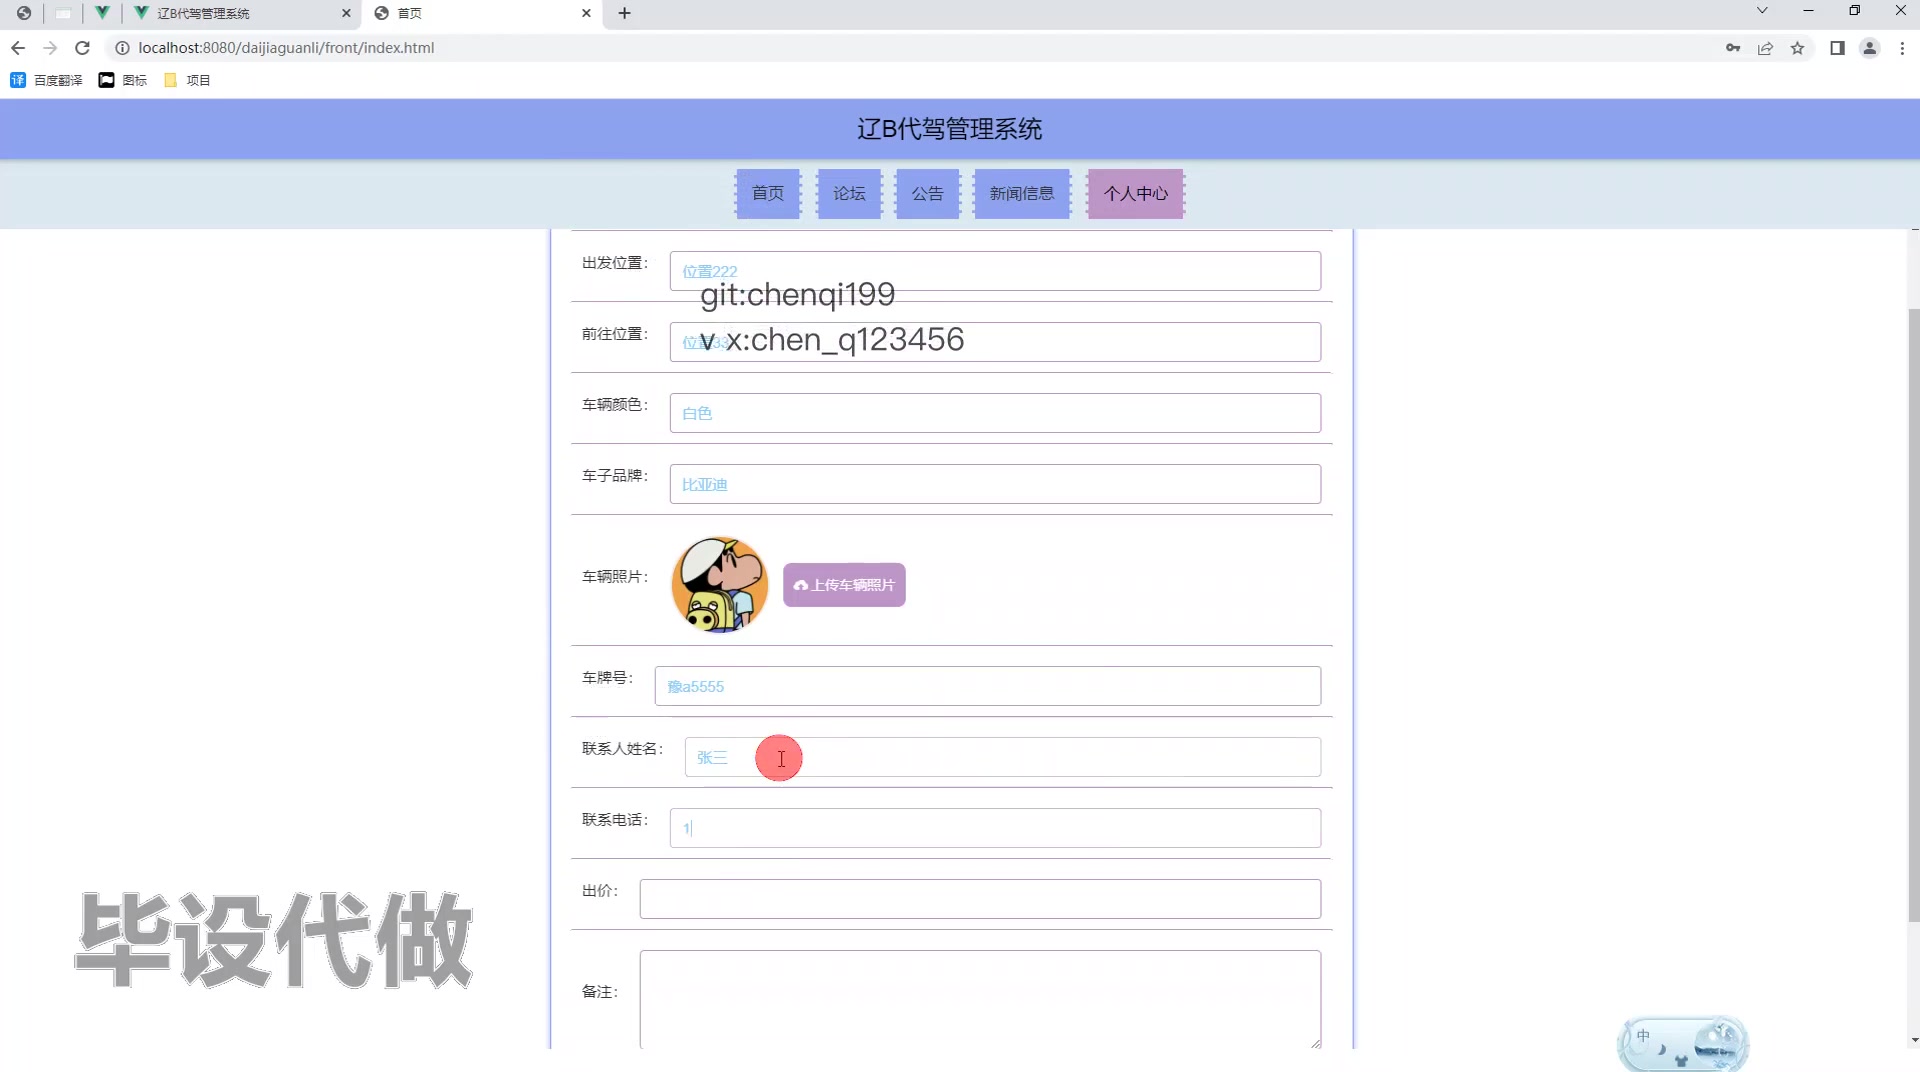 辽B代驾管理系统
首页
localhost:8080/daijiaguanli/front/index.html
百度翻译
图标
项目
辽B代驾管理系统
首页
论坛
公告
新闻信息
个人中心
出发位置：
位置222
git:chenqi199
前往位置：
v x:chen_q123456
车辆颜色：
白色
车子品牌：
比亚迪
车辆照片：
上传车辆照片
车牌号：
豫a5555
联系人姓名：
张三
联系电话：
1
出价：
备注：
毕设代做
中